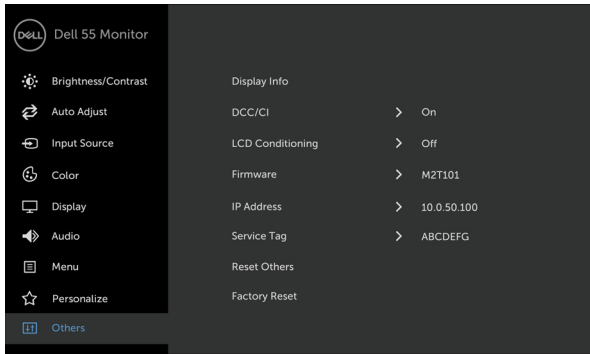 DELL Dell 55 Monitor
Brightness/Contrast
Auto Adjust
Input Source
Color
Display
Audio
Menu
Personalize
Others
Display Info
DCC/CI > On
LCD Conditioning > Off
Firmware > M2T101
IP Address > 10.0.50.100
Service Tag > ABCDEFG
Reset Others
Factory Reset